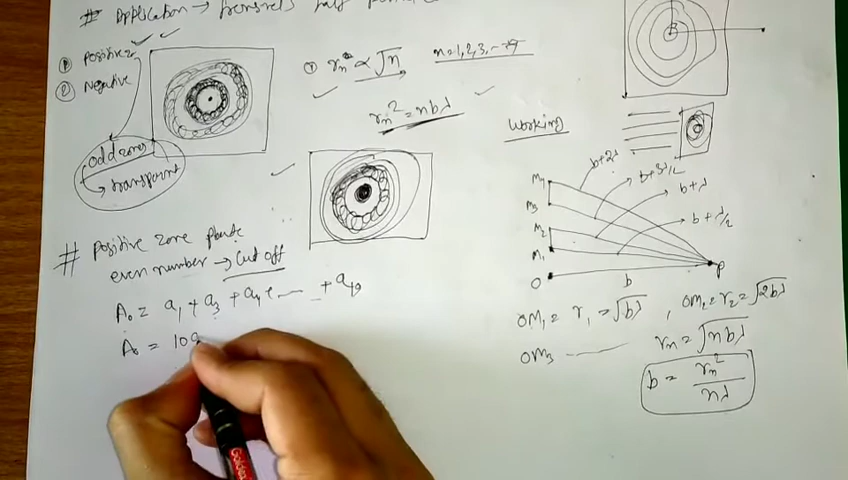 # Application → fresnel's half
① Positive
② Negative
odd zones
↳ transparent
① rₙ ∝ √n
n=1,2,3,---
rₙ² = nbλ
Working
M4
M3
M2
M1
O
P
b+2λ
b+3λ/2
b+λ
b+λ/2
b
OM₁ = r₁ = √bλ , OM₂ = r₂ = √2bλ
OM₃ ———
rₙ = √nbλ
b = rₙ²/nλ
# Positive zone plate
even number → Cut off
A₀ = a₁ + a₃ +
A₀ = 10
Golde